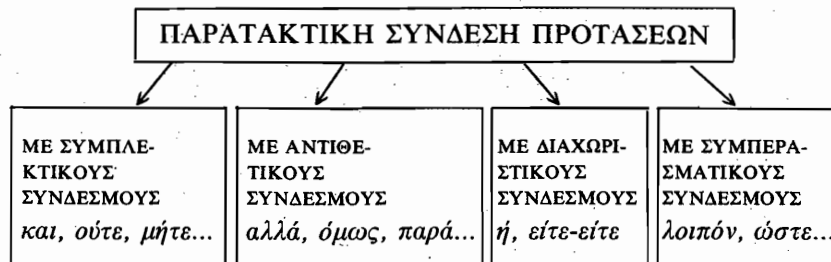 ΠΑΡΑΤΑΚΤΙΚΗ ΣΥΝΔΕΣΗ ΠΡΟΤΑΣΕΩΝ
ΜΕ ΣΥΜΠΛΕ-
ΚΤΙΚΟΥΣ
ΣΥΝΔΕΣΜΟΥΣ
και, ούτε, μήτε...
ΜΕ ΑΝΤΙΘΕ-
ΤΙΚΟΥΣ
ΣΥΝΔΕΣΜΟΥΣ
αλλά, όμως, παρά...
ΜΕ ΔΙΑΧΩΡΙ-
ΣΤΙΚΟΥΣ
ΣΥΝΔΕΣΜΟΥΣ
ή, είτε-είτε
ΜΕ ΣΥΜΠΕΡΑ-
ΣΜΑΤΙΚΟΥΣ
ΣΥΝΔΕΣΜΟΥΣ
λοιπόν, ώστε...